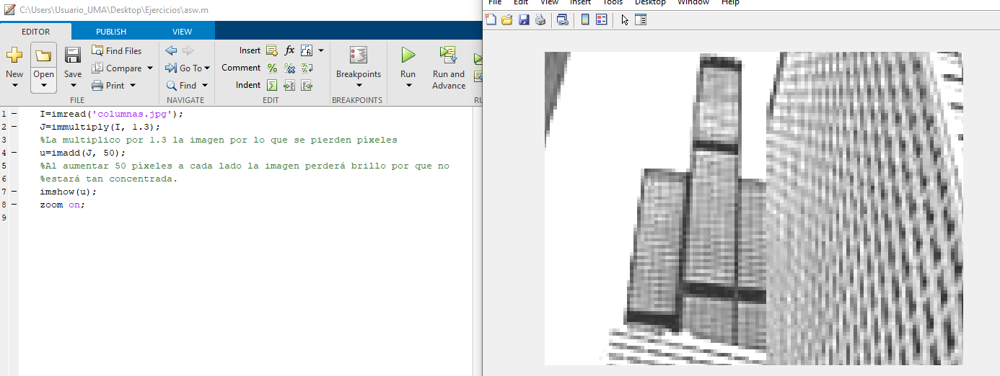 C:\Users\Usuario_UMA\Desktop\Ejercicios\asw.m
EDITOR PUBLISH VIEW
New Open Save
Find Files
Compare
Print
FILE
Go To
Find
NAVIGATE
Insert
Comment
Indent
EDIT
Breakpoints
BREAKPOINTS
Run
Run and
Advance
RU
1 I=imread('columnas.jpg');
2 J=immultiply(I, 1.3);
3 %La multiplico por 1.3 la imagen por lo que se pierden píxeles
4 u=imadd(J, 50);
5 %Al aumentar 50 píxeles a cada lado la imagen perderá brillo por que no
6 %estará tan concentrada.
7 imshow(u);
8 zoom on;
9
File Edit View Insert Tools Desktop Window Help